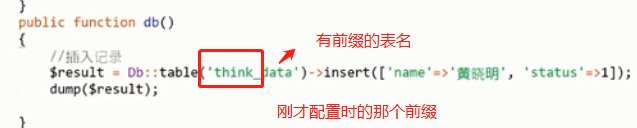 }
public function db()
{
//插入记录
有前缀的表名
$result = Db::table('think_data')->insert(['name'=>'黄晓明', 'status'=>1]);
dump($result);
刚才配置时的那个前缀
}